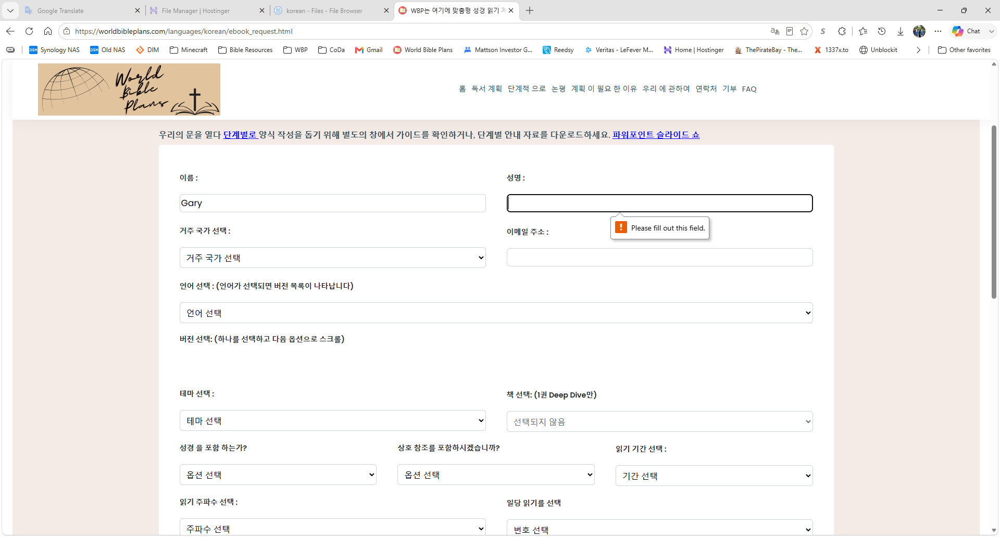 Google Translate
File Manager | Hostinger
korean - Files - File Browser
WBP는 여기에 맞춤형 성경 읽기
https://worldbibleplans.com/languages/korean/ebook_request.html
Chat
Synology NAS
Old NAS
DIM
Minecraft
Bible Resources
WBP
CoDa
Gmail
World Bible Plans
Mattson Investor G...
Reedsy
Veritas - LeFever M...
Home | Hostinger
ThePirateBay - The...
1337x.to
Unblockit
Other favorites
World
Bible
Plans
홈 독서 계획 단계적 으로 논평 계획 이 필요 한 이유 우리 에 관하여 연락처 기부 FAQ
우리의 문을 열다 단계별로 양식 작성을 돕기 위해 별도의 창에서 가이드를 확인하거나, 단계별 안내 자료를 다운로드하세요. 파워포인트 슬라이드 쇼
이름 :
성명 :
Gary
Please fill out this field.
거주 국가 선택 :
이메일 주소 :
거주 국가 선택
언어 선택 : (언어가 선택되면 버전 목록이 나타납니다)
언어 선택
버전 선택: (하나를 선택하고 다음 옵션으로 스크롤)
테마 선택 :
책 선택: (1권 Deep Dive만)
테마 선택
선택되지 않음
성경 을 포함 하는가?
상호 참조를 포함하시겠습니까?
읽기 기간 선택 :
옵션 선택
옵션 선택
기간 선택
읽기 주파수 선택 :
일당 읽기를 선택
주파수 선택
번호 선택